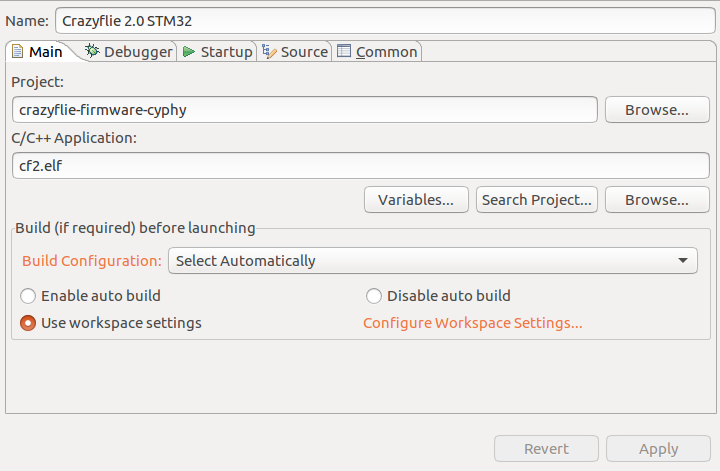 Name: Crazyflie 2.0 STM32
Main Debugger Startup Source Common
Project:
crazyflie-firmware-cyphy Browse...
C/C++ Application:
cf2.elf
Variables... Search Project... Browse...
Build (if required) before launching
Build Configuration: Select Automatically
Enable auto build Disable auto build
Use workspace settings Configure Workspace Settings...
Revert Apply